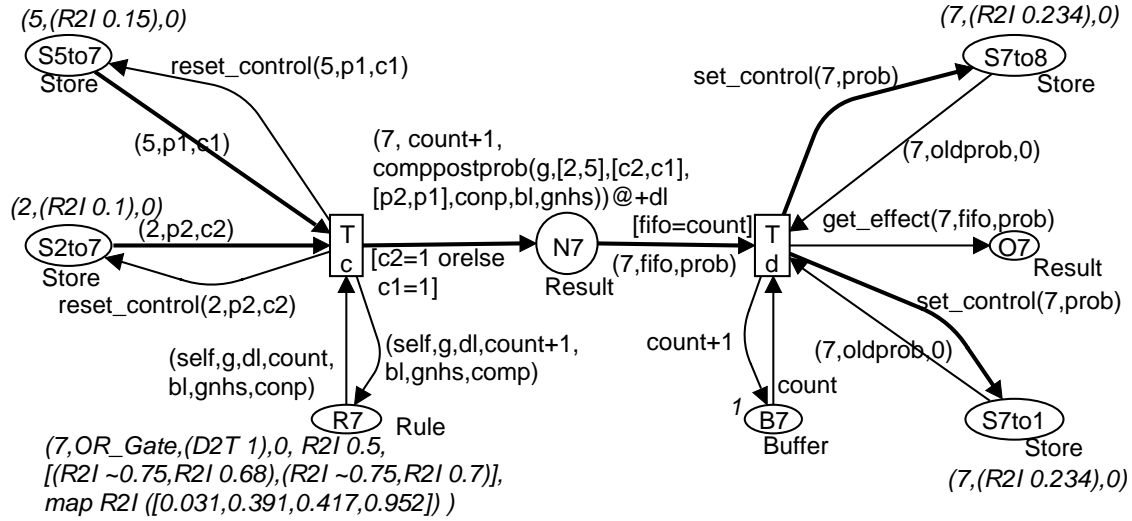 (5,(R2I 0.15),0)
S5to7
Store
reset_control(5,p1,c1)
(5,p1,c1)
(2,(R2I 0.1),0)
S2to7
Store
(2,p2,c2)
reset_control(2,p2,c2)
T
c
(7, count+1,
comppostprob(g,[2,5],[c2,c1],
[p2,p1],conp,bl,gnhs))@+dl
[c2=1 orelse
c1=1]
N7
Result
(self,g,dl,count,
bl,gnhs,conp)
(self,g,dl,count+1,
bl,gnhs,comp)
R7
Rule
(7,OR_Gate,(D2T 1),0, R2I 0.5,
[(R2I ~0.75,R2I 0.68),(R2I ~0.75,R2I 0.7)],
map R2I ([0.031,0.391,0.417,0.952]) )
[fifo=count]
(7,fifo,prob)
T
d
(7,(R2I 0.234),0)
S7to8
Store
set_control(7,prob)
(7,oldprob,0)
get_effect(7,fifo,prob)
O7
Result
set_control(7,prob)
(7,oldprob,0)
count+1
count
1
B7
Buffer
S7to1
Store
(7,(R2I 0.234),0)